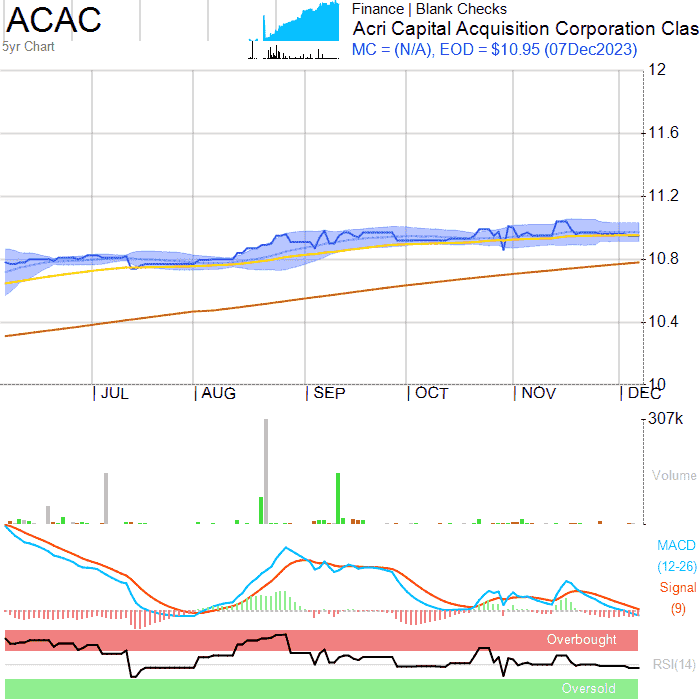 ACAC
5yr Chart
Finance | Blank Checks
Acri Capital Acquisition Corporation Clas
MC = (N/A), EOD = $10.95 (07Dec2023)
12
11.6
11.2
10.8
10.4
10
JUL AUG SEP OCT NOV DEC
307k
Volume
MACD
(12-26)
Signal
(9)
Overbought
RSI(14)
Oversold